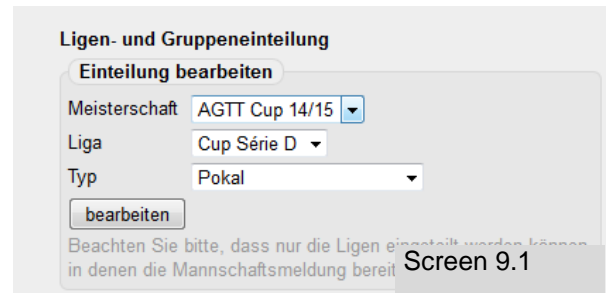 Ligen- und Gruppeneinteilung
Einteilung bearbeiten
Meisterschaft AGTT Cup 14/15
Liga Cup Série D
Typ Pokal
bearbeiten
Beachten Sie bitte, dass nur die Ligen eingeteilt werden können
in denen die Mannschaftsmeldung bereit
Screen 9.1